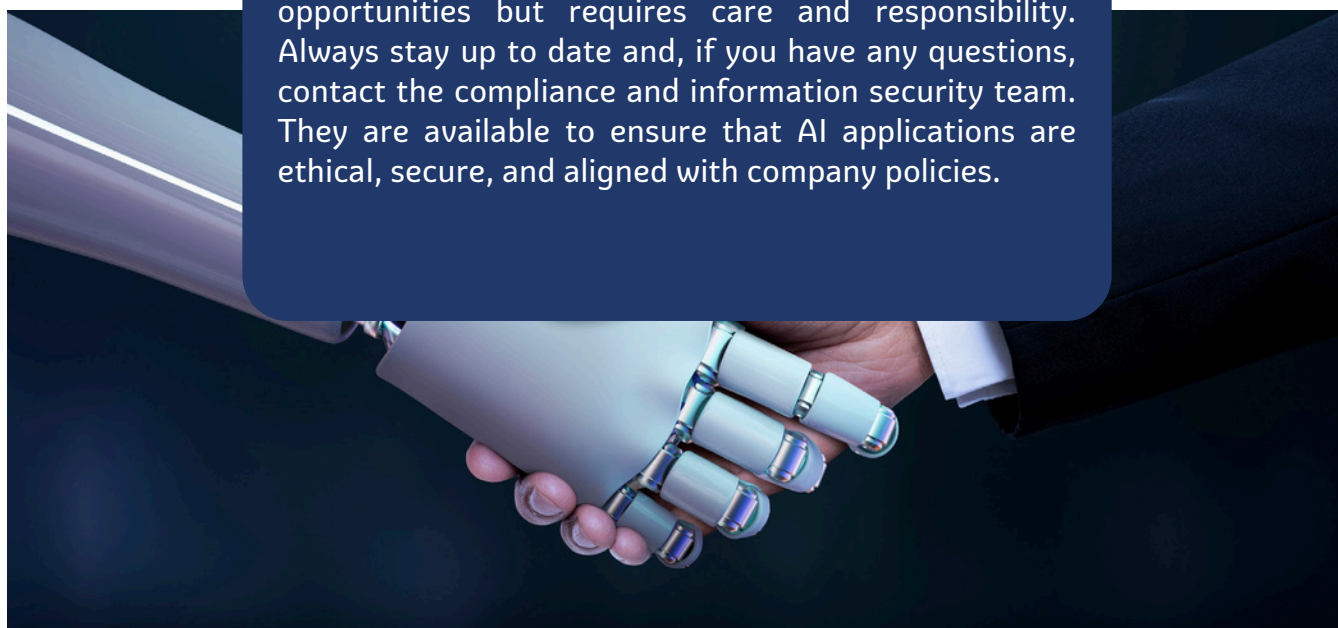 opportunities but requires care and responsibility.
Always stay up to date and, if you have any questions,
contact the compliance and information security team.
They are available to ensure that AI applications are
ethical, secure, and aligned with company policies.